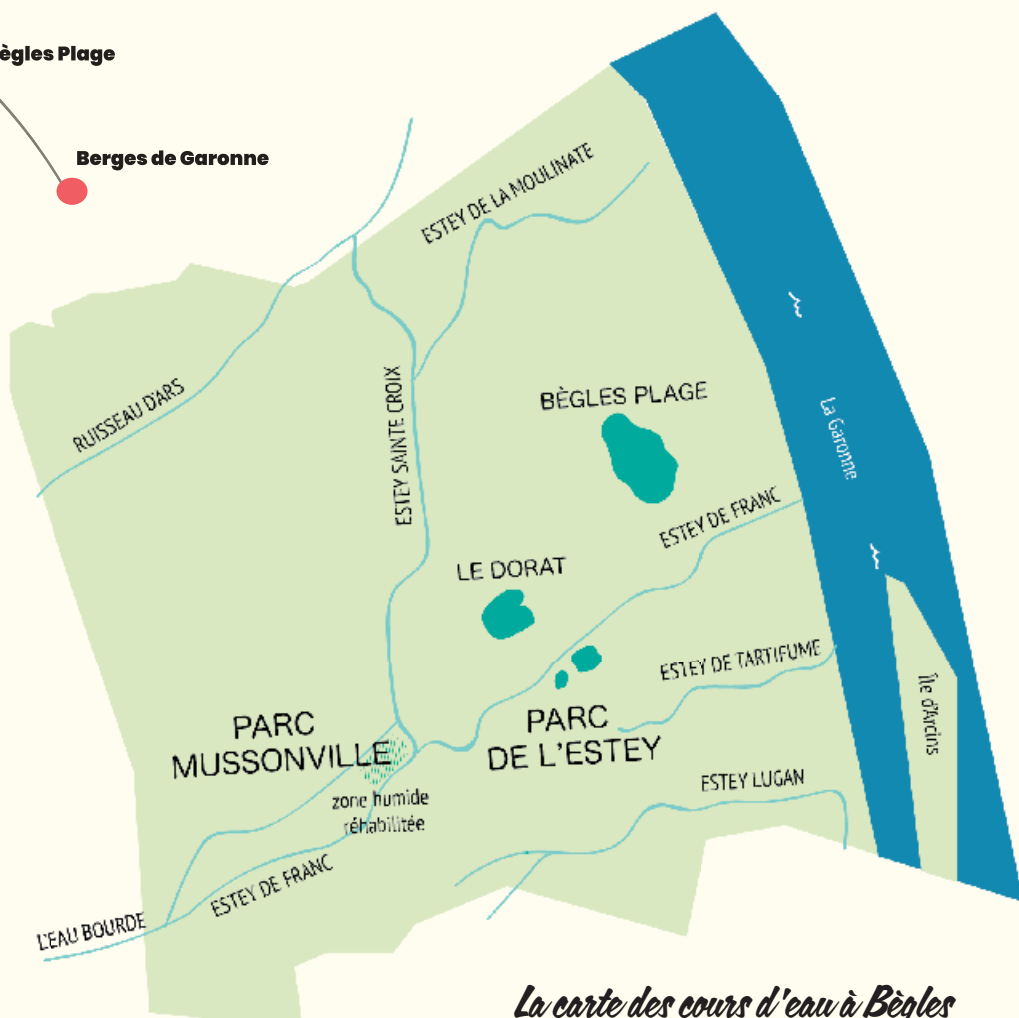 ègles Plage
Berges de Garonne
ESTEY DE LA MOULINATE
RUISSEAU D'ARS
ESTEY SAINTE CROIX
BÈGLES PLAGE
La Garonne
ESTEY DE FRANC
LE DORAT
ESTEY DE TARTIFUME
Île d'Arcins
PARC
MUSSONVILLE
PARC
DE L'ESTEY
zone humide
réhabilitée
ESTEY LUGAN
ESTEY DE FRANC
L'EAU BOURDE
La carte des cours d'eau à Bègles